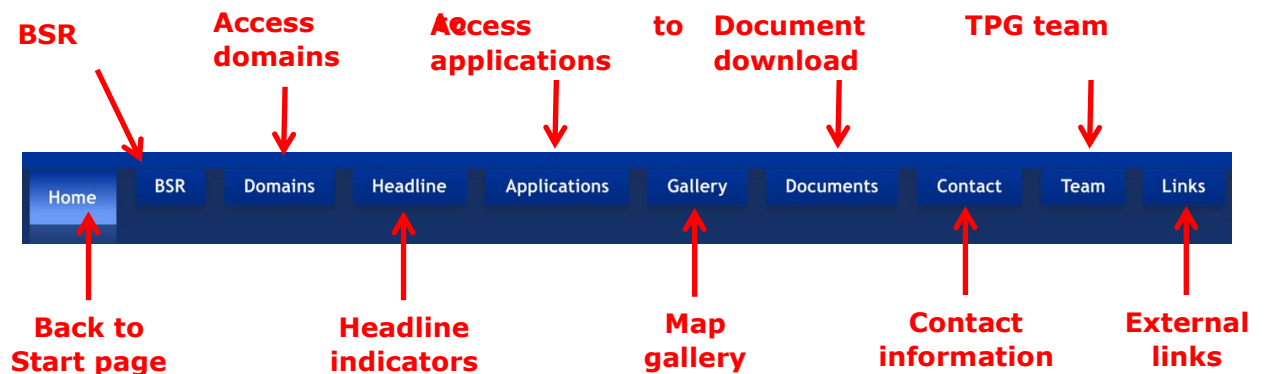 BSR
Access to
domains
Access to
applications
Document
download
TPG team
Home
BSR
Domains
Headline
Applications
Gallery
Documents
Contact
Team
Links
Back to
Start page
Headline
indicators
Map
gallery
Contact
information
External
links